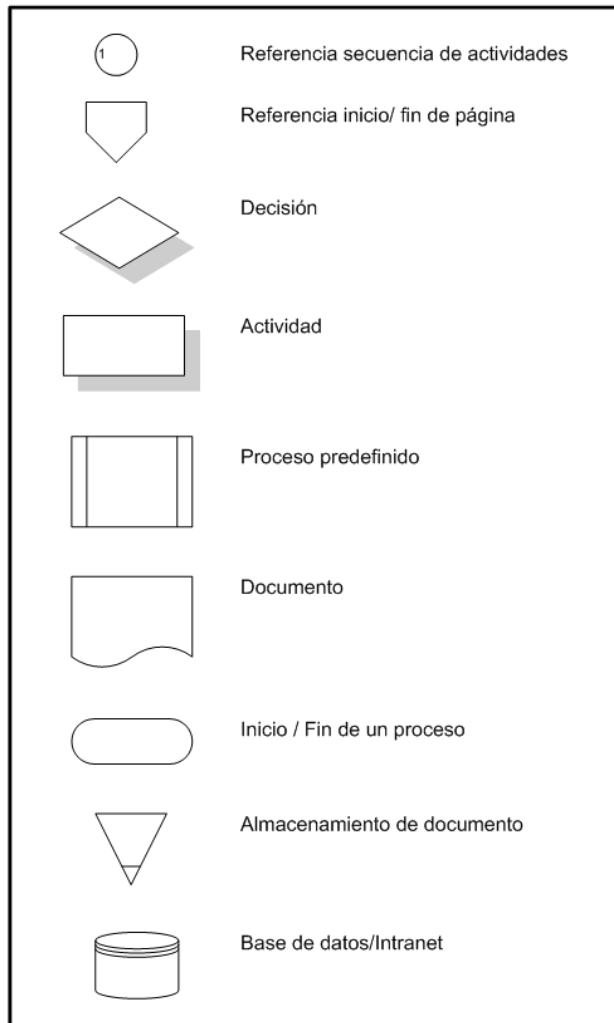 1 Referencia secuencia de actividades
Referencia inicio/ fin de página
Decisión
Actividad
Proceso predefinido
Documento
Inicio / Fin de un proceso
Almacenamiento de documento
Base de datos/Intranet